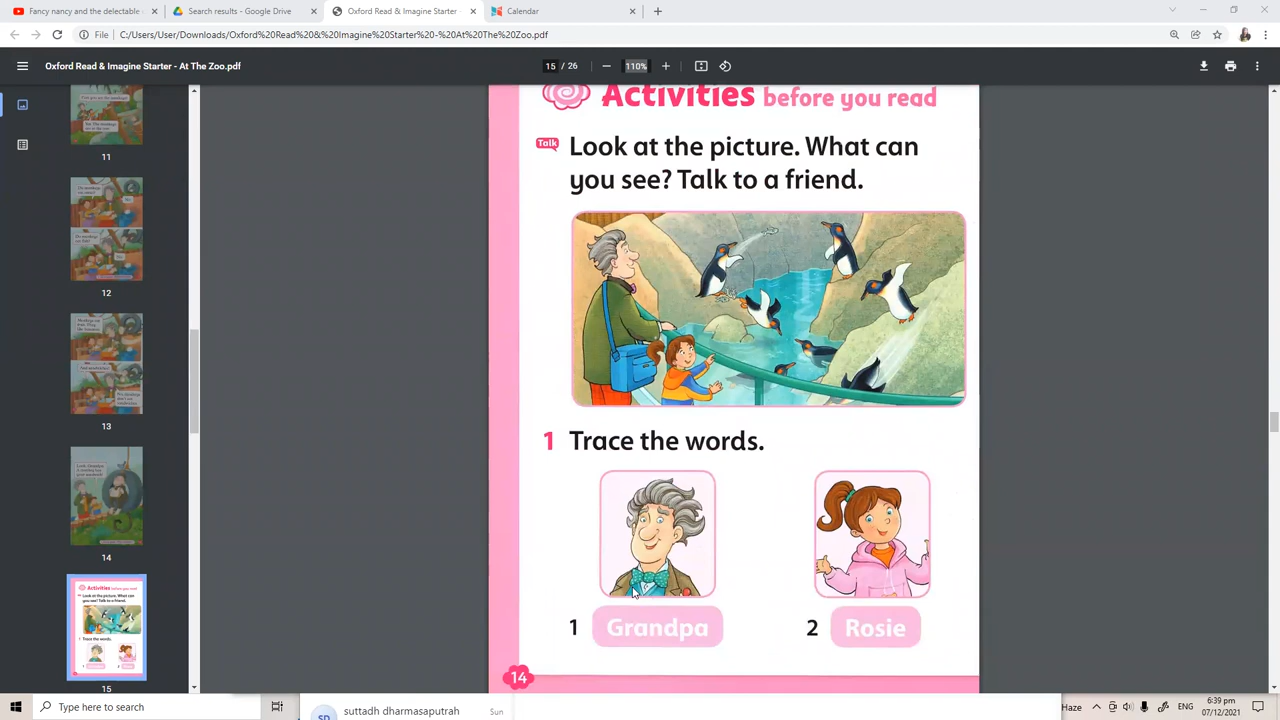 Fancy nancy and the delectable
Search results - Google Drive
Oxford Read & Imagine Starter -
Calendar
File
C:/Users/User/Downloads/Oxford%20Read%20&%20Imagine%20Starter%20-%20At%20The%20Zoo.pdf
Oxford Read & Imagine Starter - At The Zoo.pdf
15 / 26
110%
11
12
13
14
15
Activities before you read
Talk
Look at the picture. What can
you see? Talk to a friend.
1 Trace the words.
1 Grandpa
2 Rosie
14
Type here to search
SD
suttadh dharmasaputrah
Sun
Haze
ENG
6:39 pm
07/12/2021